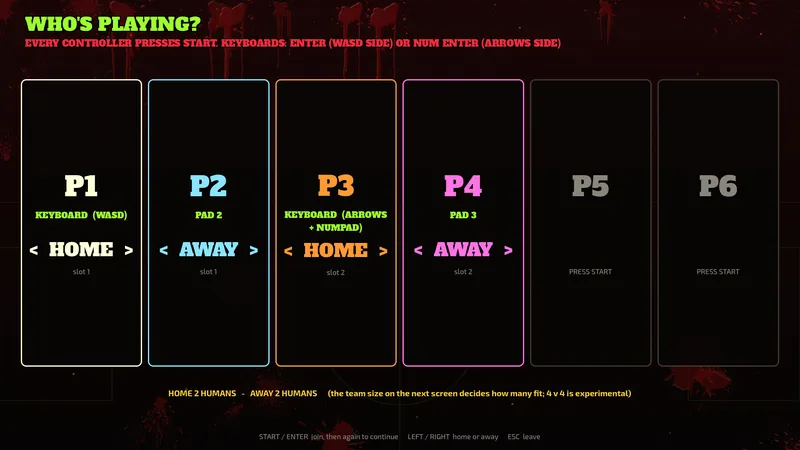 WHO'S PLAYING?
EVERY CONTROLLER PRESSES START. KEYBOARDS: ENTER (WASD SIDE) OR NUM ENTER (ARROWS SIDE)
P1
KEYBOARD (WASD)
< HOME >
slot 1
P2
PAD 2
< AWAY >
slot 1
P3
KEYBOARD (ARROWS
+ NUMPAD)
< HOME >
slot 2
P4
PAD 3
< AWAY >
slot 2
P5
PRESS START
P6
PRESS START
HOME 2 HUMANS - AWAY 2 HUMANS (the team size on the next screen decides how many fit; 4 v 4 is experimental)
START / ENTER join, then again to continue LEFT / RIGHT home or away ESC leave